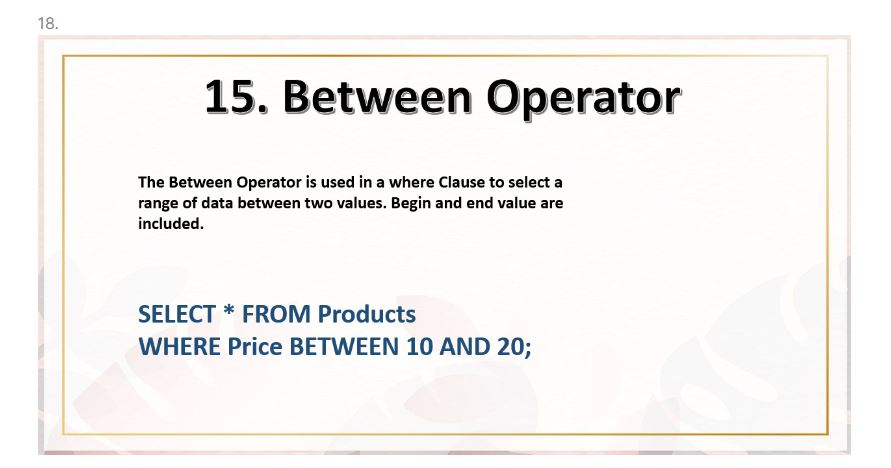 18.
15. Between Operator
The Between Operator is used in a where Clause to select a
range of data between two values. Begin and end value are
included.
SELECT * FROM Products
WHERE Price BETWEEN 10 AND 20;